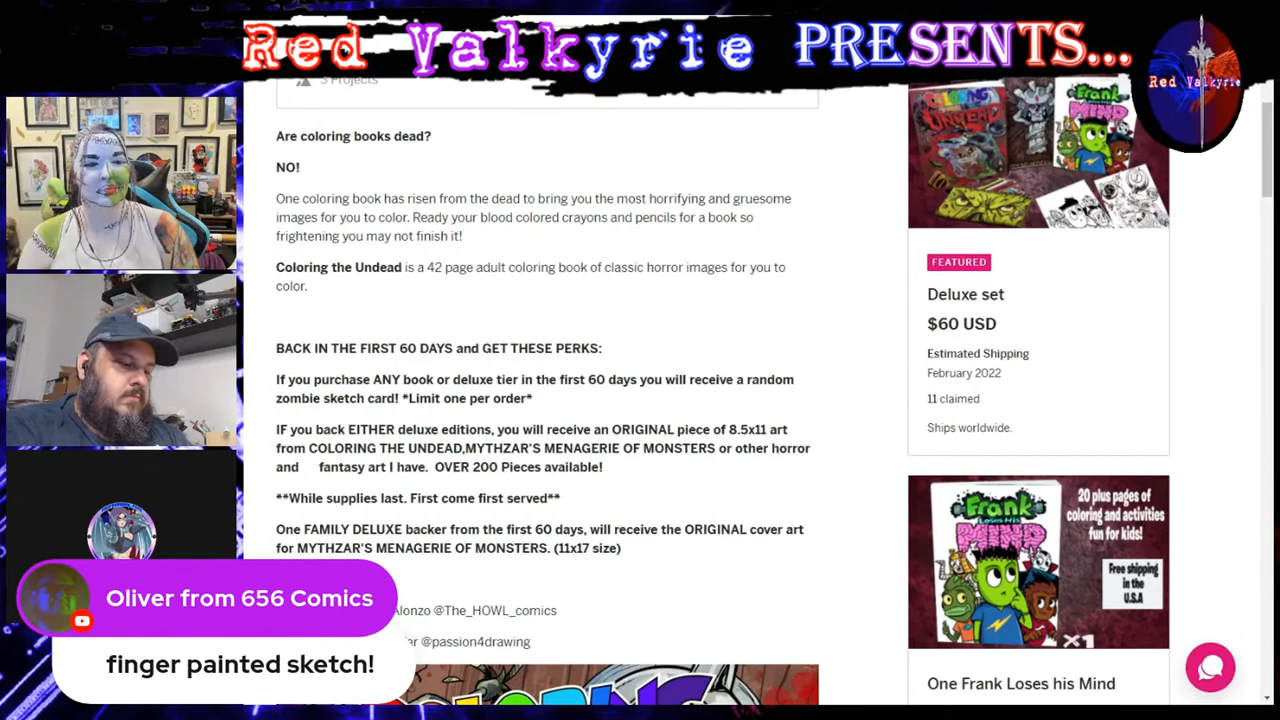 Red Valkyrie PRESENTS...
Red Valkyrie
3 Projects
Are coloring books dead?
NO!
One coloring book has risen from the dead to bring you the most horrifying and gruesome
images for you to color. Ready your blood colored crayons and pencils for a book so
frightening you may not finish it!
Coloring the Undead is a 42 page adult coloring book of classic horror images for you to
color.
BACK IN THE FIRST 60 DAYS and GET THESE PERKS:
If you purchase ANY book or deluxe tier in the first 60 days you will receive a random
zombie sketch card! *Limit one per order*
IF you back EITHER deluxe editions, you will receive an ORIGINAL piece of 8.5x11 art
from COLORING THE UNDEAD,MYTHZAR'S MENAGERIE OF MONSTERS or other horror
and fantasy art I have. OVER 200 Pieces available!
**While supplies last. First come first served**
One FAMILY DELUXE backer from the first 60 days, will receive the ORIGINAL cover art
for MYTHZAR'S MENAGERIE OF MONSTERS. (11x17 size)
Alonzo @The_HOWL_comics
er @passion4drawing
COLORING
COLORING
UNDEAD
Frank
MIND
FEATURED
Deluxe set
$60 USD
Estimated Shipping
February 2022
11 claimed
Ships worldwide.
Frank
Loses His
MIND
20 plus pages of
coloring and activities
fun for kids!
Free shipping
in the
U.S.A
X1
One Frank Loses his Mind
Oliver from 656 Comics
finger painted sketch!